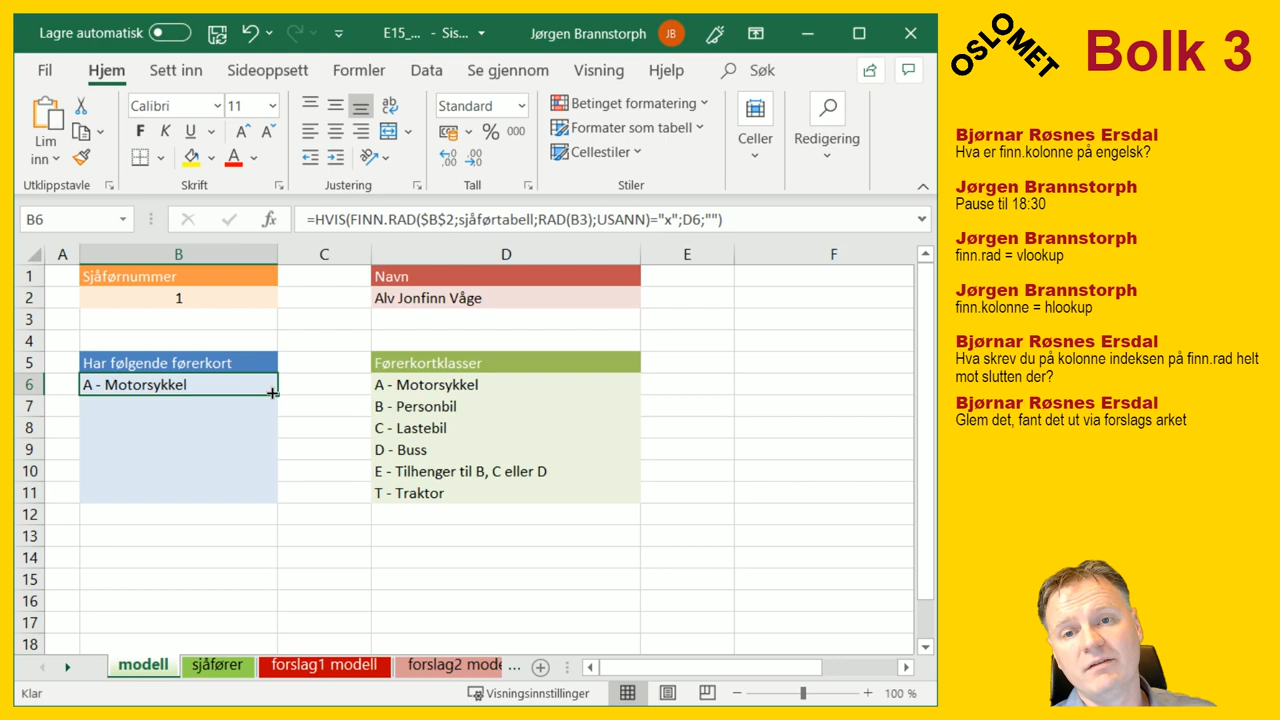 Lagre automatisk
E15_... - Sis...
Jørgen Brannstorph
JB
Fil
Hjem
Sett inn
Sideoppsett
Formler
Data
Se gjennom
Visning
Hjelp
Søk
Lim
inn
Calibri
11
F K U
A A
A
ab
Standard
% 000
Betinget formatering
Formater som tabell
Cellestiler
Celler
Redigering
Utklippstavle
Skrift
Justering
Tall
Stiler
B6
fx
=HVIS(FINN.RAD($B$2;sjåførtabell;RAD(B3);USANN)="x";D6;"")
A B C D E F
1 Sjåførnummer Navn
2 1 Alv Jonfinn Våge
3
4
5 Har følgende førerkort Førerkortklasser
6 A - Motorsykkel A - Motorsykkel
7 B - Personbil
8 C - Lastebil
9 D - Buss
10 E - Tilhenger til B, C eller D
11 T - Traktor
12
13
14
15
16
17
18
modell
sjåfører
forslag1 modell
forslag2 mode
...
Klar
Visningsinnstillinger
100 %
OSLOMET
Bolk 3
Bjørnar Røsnes Ersdal
Hva er finn.kolonne på engelsk?
Jørgen Brannstorph
Pause til 18:30
Jørgen Brannstorph
finn.rad = vlookup
Jørgen Brannstorph
finn.kolonne = hlookup
Bjørnar Røsnes Ersdal
Hva skrev du på kolonne indeksen på finn.rad helt
mot slutten der?
Bjørnar Røsnes Ersdal
Glem det, fant det ut via forslags arket